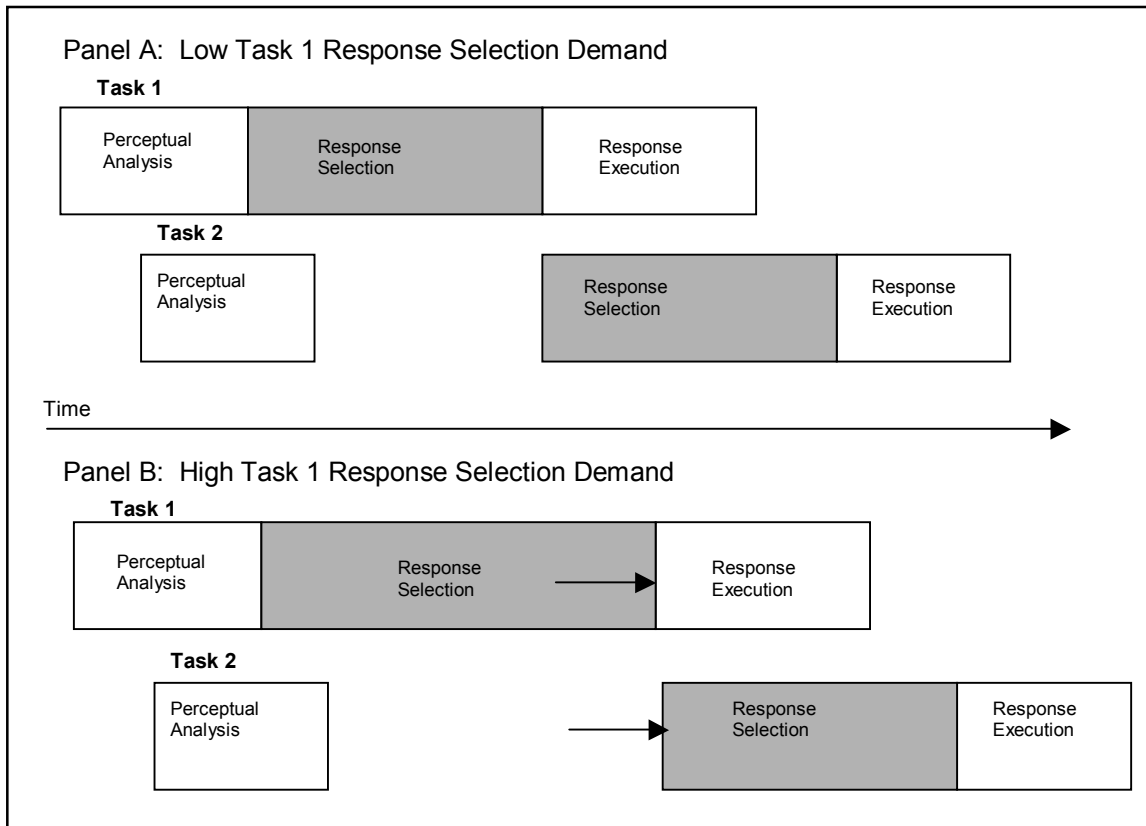 Panel A: Low Task 1 Response Selection Demand
Task 1
Perceptual
Analysis
Response
Selection
Response
Execution
Task 2
Perceptual
Analysis
Response
Selection
Response
Execution
Time
Panel B: High Task 1 Response Selection Demand
Task 1
Perceptual
Analysis
Response
Selection
Response
Execution
Task 2
Perceptual
Analysis
Response
Selection
Response
Execution